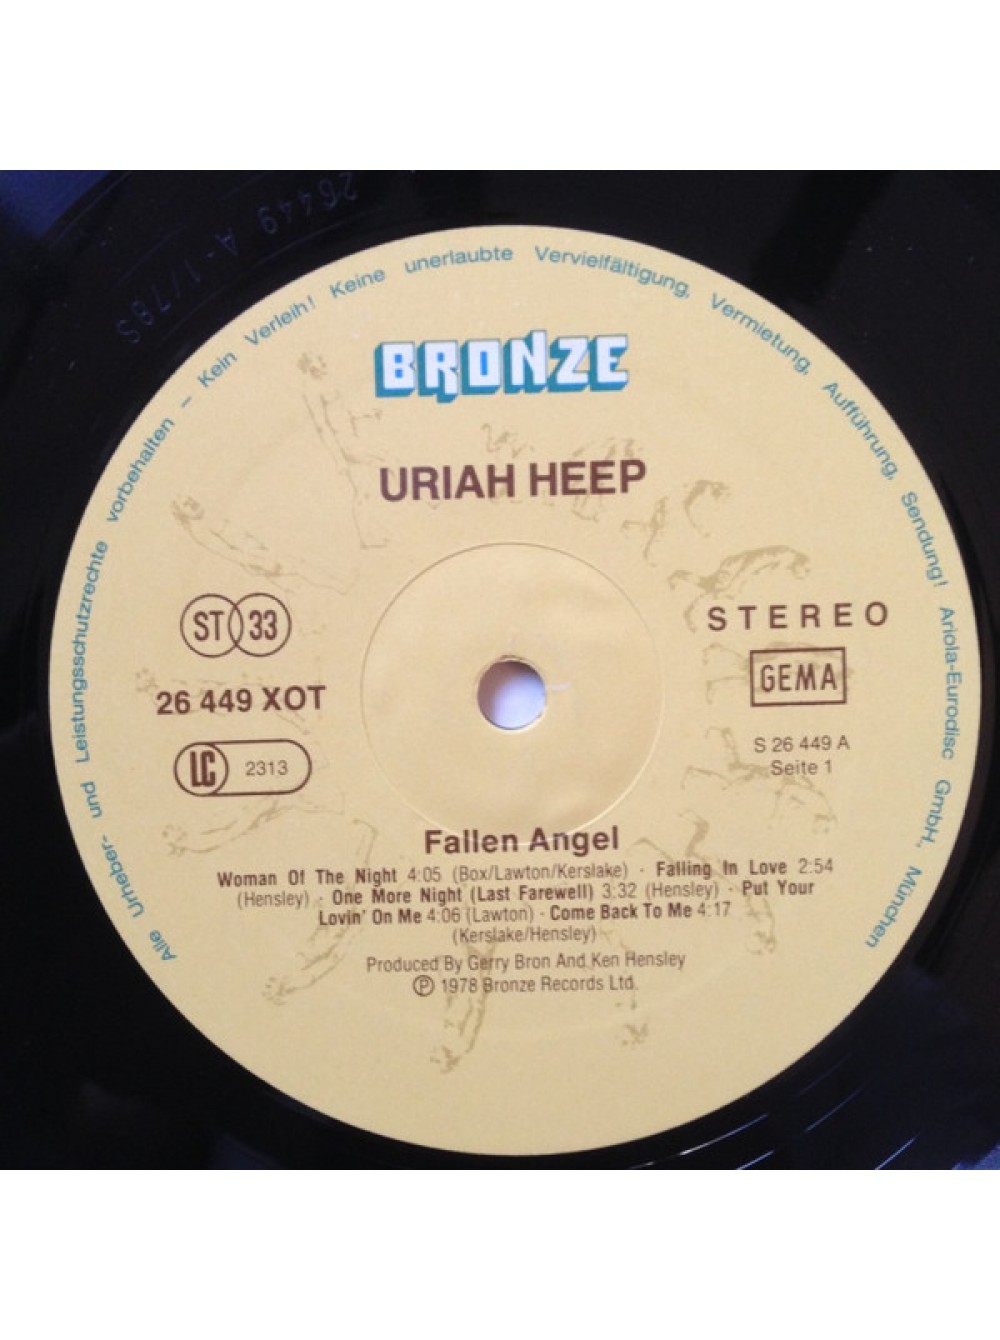 26449 A-1/78S
Alle Urheber- und Leistungsschutzrechte vorbehalten – Kein Verleih! Keine unerlaubte Vervielfältigung, Vermietung, Aufführung, Sendung! Ariola-Eurodisc GmbH., München
BRONZE
URIAH HEEP
ST 33
STEREO
26 449 XOT
GEMA
LC 2313
S 26 449 A
Seite 1
Fallen Angel
Woman Of The Night 4:05 (Box/Lawton/Kerslake) · Falling In Love 2:54
(Hensley) · One More Night (Last Farewell) 3:32 (Hensley) · Put Your
Lovin' On Me 4:06 (Lawton) · Come Back To Me 4:17
(Kerslake/Hensley)
Produced By Gerry Bron And Ken Hensley
Ⓟ 1978 Bronze Records Ltd.